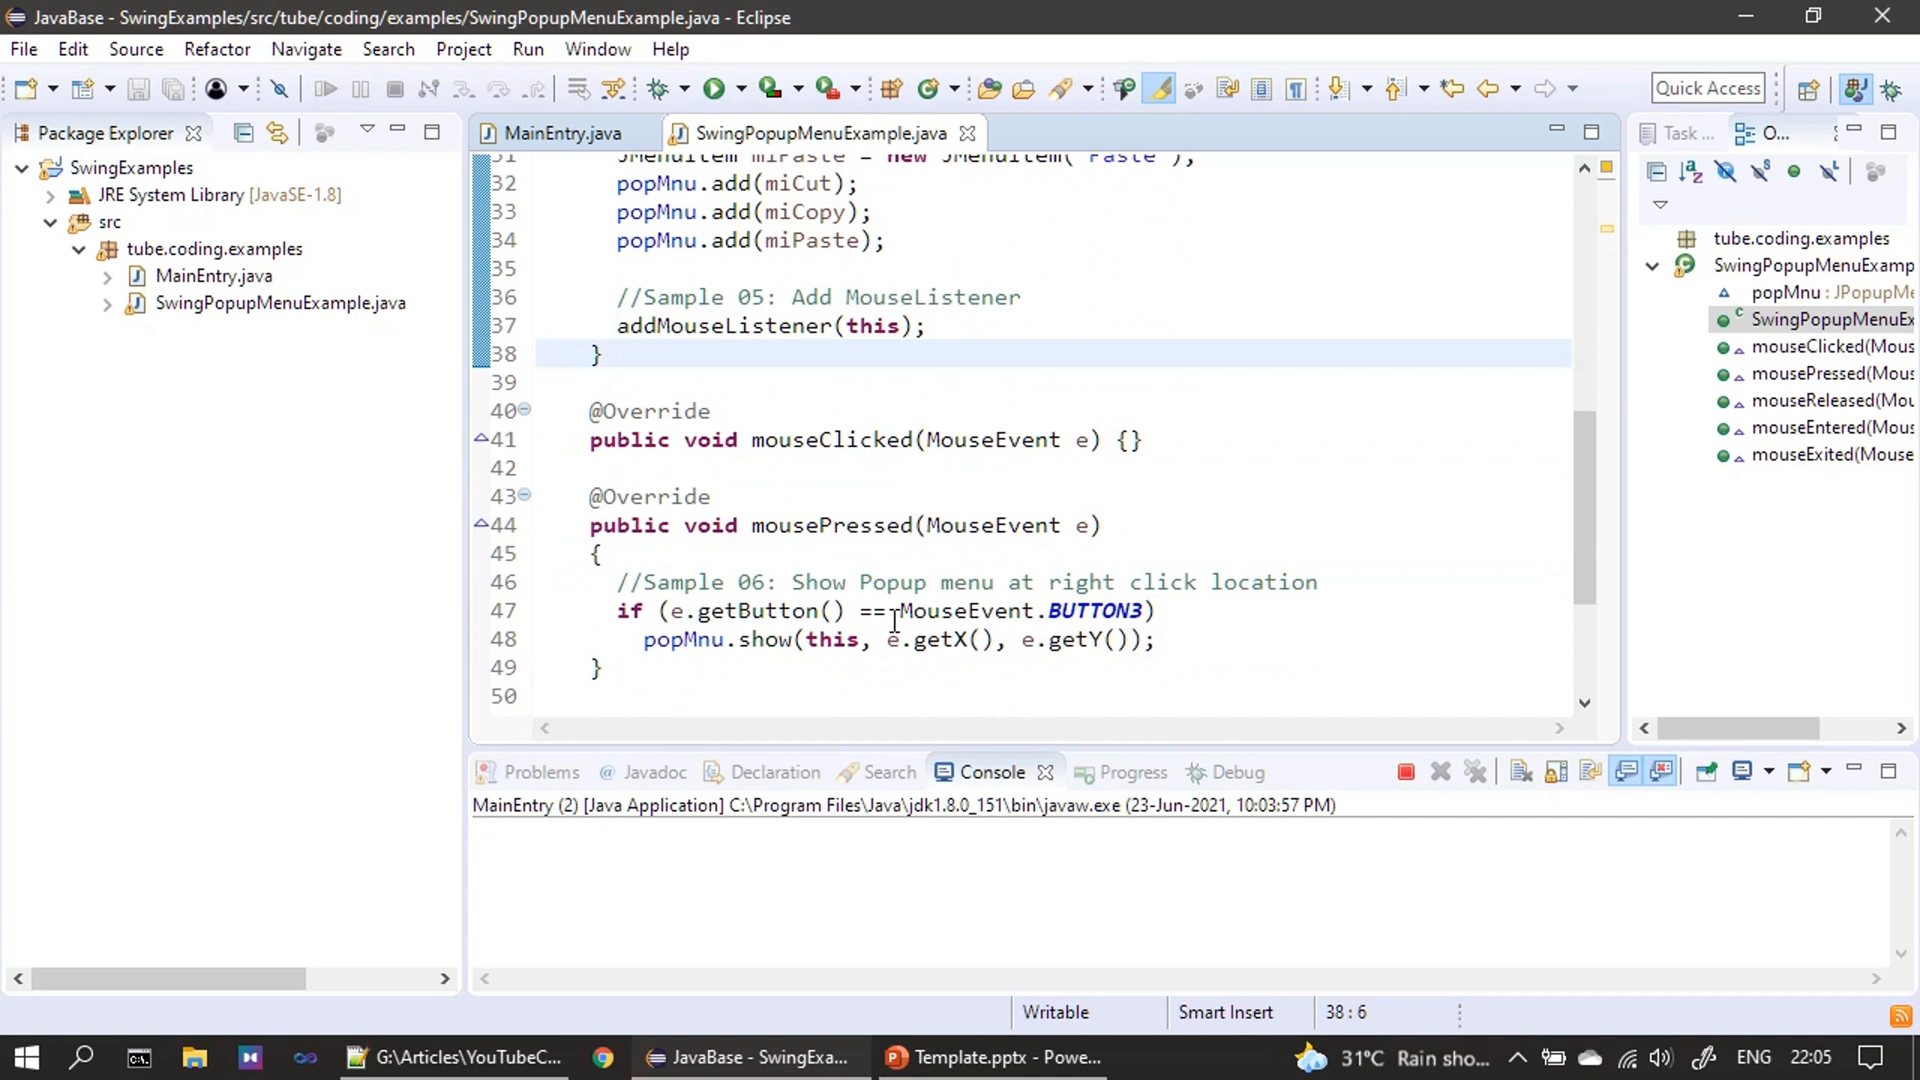 JavaBase - SwingExamples/src/tube/coding/examples/SwingPopupMenuExample.java - Eclipse
File Edit Source Refactor Navigate Search Project Run Window Help
Quick Access
Package Explorer
SwingExamples
JRE System Library [JavaSE-1.8]
src
tube.coding.examples
MainEntry.java
SwingPopupMenuExample.java
MainEntry.java SwingPopupMenuExample.java
31 JMenuItem miPaste = new JMenuItem("Paste");
32 popMnu.add(miCut);
33 popMnu.add(miCopy);
34 popMnu.add(miPaste);
35
36 //Sample 05: Add MouseListener
37 addMouseListener(this);
38 }
39
40 @Override
41 public void mouseClicked(MouseEvent e) {}
42
43 @Override
44 public void mousePressed(MouseEvent e)
45 {
46 //Sample 06: Show Popup menu at right click location
47 if (e.getButton() == MouseEvent.BUTTON3)
48 popMnu.show(this, e.getX(), e.getY());
49 }
50
Task ... O...
tube.coding.examples
SwingPopupMenuExamp
popMnu : JPopupMe
SwingPopupMenuEx
mouseClicked(Mous
mousePressed(Mous
mouseReleased(Mou
mouseEntered(Mous
mouseExited(Mouse
Problems @ Javadoc Declaration Search Console Progress Debug
MainEntry (2) [Java Application] C:\Program Files\Java\jdk1.8.0_151\bin\javaw.exe (23-Jun-2021, 10:03:57 PM)
Writable Smart Insert 38 : 6
G:\Articles\YouTubeC... JavaBase - SwingExa... Template.pptx - Powe... 31°C Rain sho... ENG 22:05